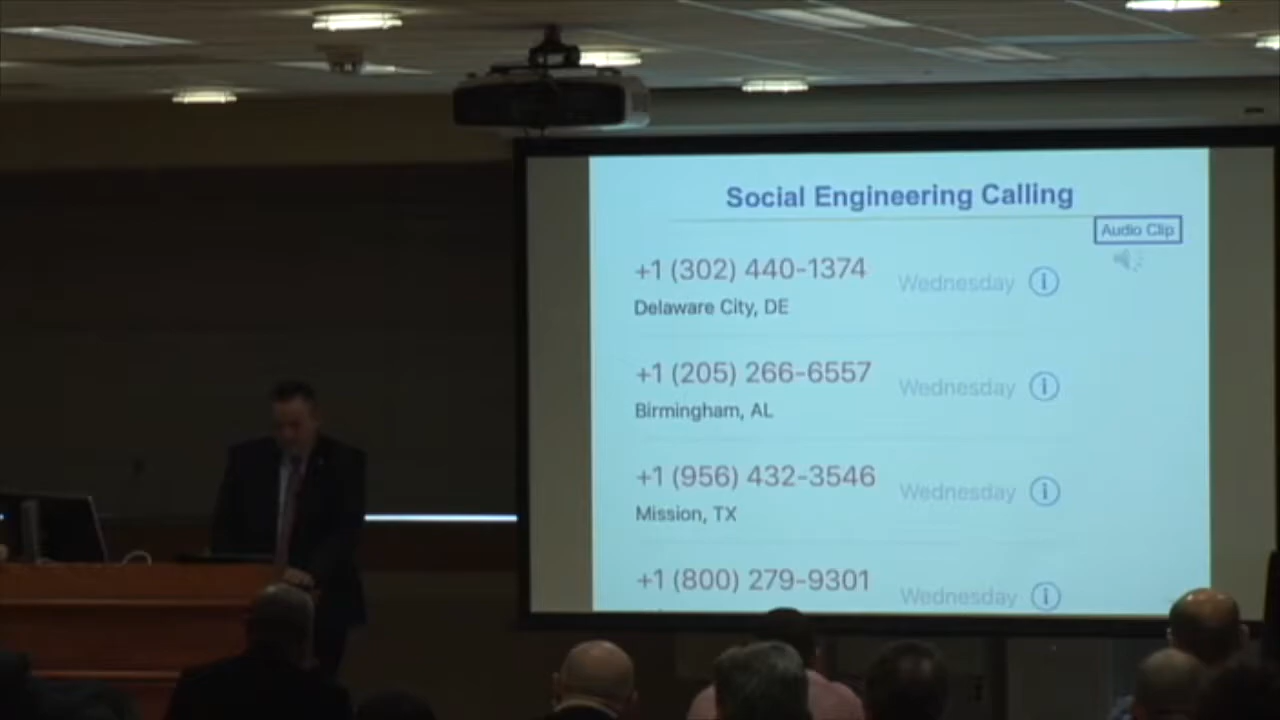 Social Engineering Calling
Audio Clip
+1 (302) 440-1374
Wednesday
Delaware City, DE
+1 (205) 266-6557
Wednesday
Birmingham, AL
+1 (956) 432-3546
Wednesday
Mission, TX
+1 (800) 279-9301
Wednesday